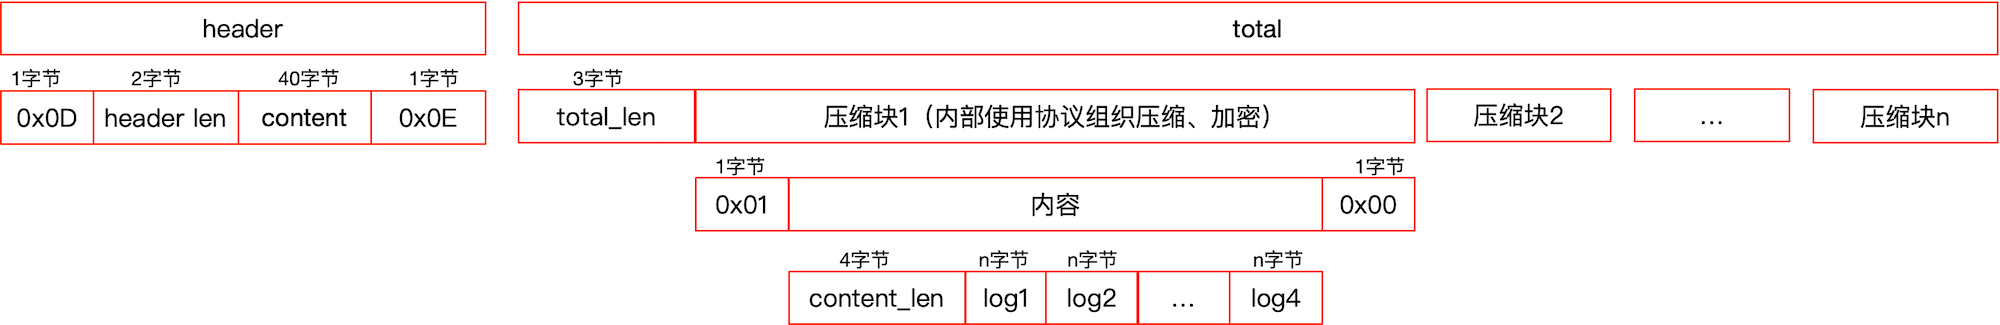 header total
1字节 2字节 40字节 1字节 3字节
0x0D header len content 0x0E total_len 压缩块1（内部使用协议组织压缩、加密） 压缩块2 ... 压缩块n
1字节 1字节
0x01 内容 0x00
4字节 n字节 n字节 n字节
content_len log1 log2 ... log4